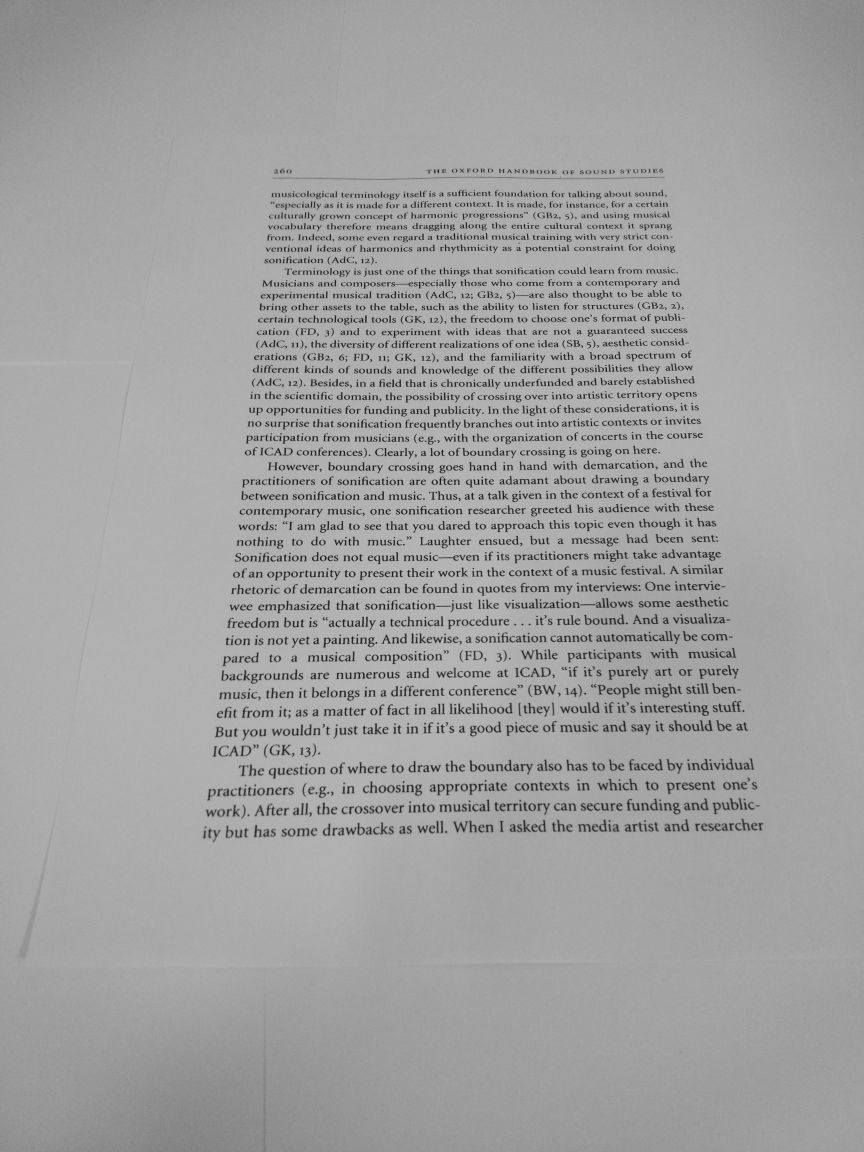 260 THE OXFORD HANDBOOK OF SOUND STUDIES
musicological terminology itself is a sufficient foundation for talking about sound,
“especially as it is made for a different context. It is made, for instance, for a certain
culturally grown concept of harmonic progressions” (GB2, 5), and using musical
vocabulary therefore means dragging along the entire cultural context it sprang
from. Indeed, some even regard a traditional musical training with very strict con-
ventional ideas of harmonics and rhythmicity as a potential constraint for doing
sonification (AdC, 12).
Terminology is just one of the things that sonification could learn from music.
Musicians and composers—especially those who come from a contemporary and
experimental musical tradition (AdC, 12; GB2, 5)—are also thought to be able to
bring other assets to the table, such as the ability to listen for structures (GB2, 2),
certain technological tools (GK, 12), the freedom to choose one's format of publi-
cation (FD, 3) and to experiment with ideas that are not a guaranteed success
(AdC, 11), the diversity of different realizations of one idea (SB, 5), aesthetic consid-
erations (GB2, 6; FD, 11; GK, 12), and the familiarity with a broad spectrum of
different kinds of sounds and knowledge of the different possibilities they allow
(AdC, 12). Besides, in a field that is chronically underfunded and barely established
in the scientific domain, the possibility of crossing over into artistic territory opens
up opportunities for funding and publicity. In the light of these considerations, it is
no surprise that sonification frequently branches out into artistic contexts or invites
participation from musicians (e.g., with the organization of concerts in the course
of ICAD conferences). Clearly, a lot of boundary crossing is going on here.
However, boundary crossing goes hand in hand with demarcation, and the
practitioners of sonification are often quite adamant about drawing a boundary
between sonification and music. Thus, at a talk given in the context of a festival for
contemporary music, one sonification researcher greeted his audience with these
words: “I am glad to see that you dared to approach this topic even though it has
nothing to do with music.” Laughter ensued, but a message had been sent:
Sonification does not equal music—even if its practitioners might take advantage
of an opportunity to present their work in the context of a music festival. A similar
rhetoric of demarcation can be found in quotes from my interviews: One intervie-
wee emphasized that sonification—just like visualization—allows some aesthetic
freedom but is “actually a technical procedure . . . it's rule bound. And a visualiza-
tion is not yet a painting. And likewise, a sonification cannot automatically be com-
pared to a musical composition” (FD, 3). While participants with musical
backgrounds are numerous and welcome at ICAD, “if it's purely art or purely
music, then it belongs in a different conference” (BW, 14). “People might still ben-
efit from it; as a matter of fact in all likelihood [they] would if it's interesting stuff.
But you wouldn't just take it in if it's a good piece of music and say it should be at
ICAD” (GK, 13).
The question of where to draw the boundary also has to be faced by individual
practitioners (e.g., in choosing appropriate contexts in which to present one's
work). After all, the crossover into musical territory can secure funding and public-
ity but has some drawbacks as well. When I asked the media artist and researcher